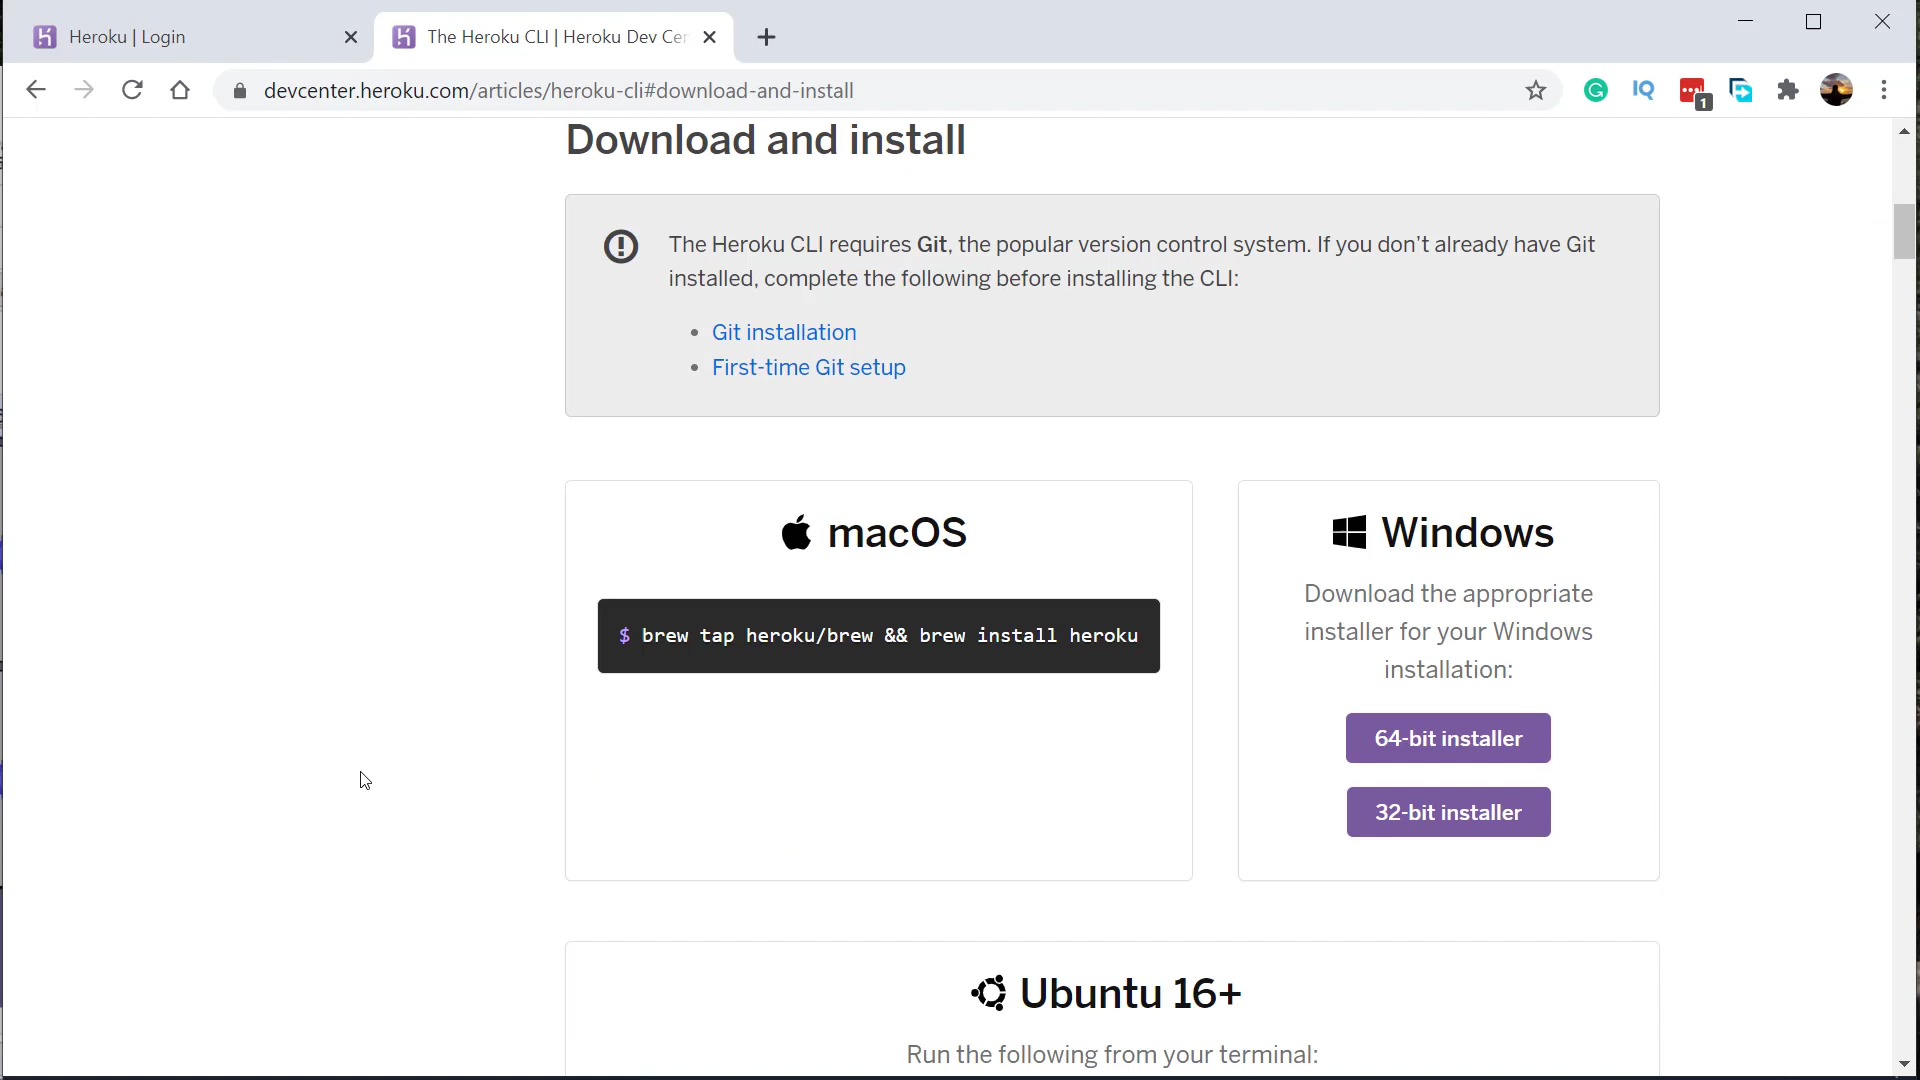 Heroku | Login
The Heroku CLI | Heroku Dev Cen
devcenter.heroku.com/articles/heroku-cli#download-and-install
IQ
1
Download and install
The Heroku CLI requires Git, the popular version control system. If you don’t already have Git
installed, complete the following before installing the CLI:
• Git installation
• First-time Git setup
macOS
$ brew tap heroku/brew && brew install heroku
Windows
Download the appropriate
installer for your Windows
installation:
64-bit installer
32-bit installer
Ubuntu 16+
Run the following from your terminal: